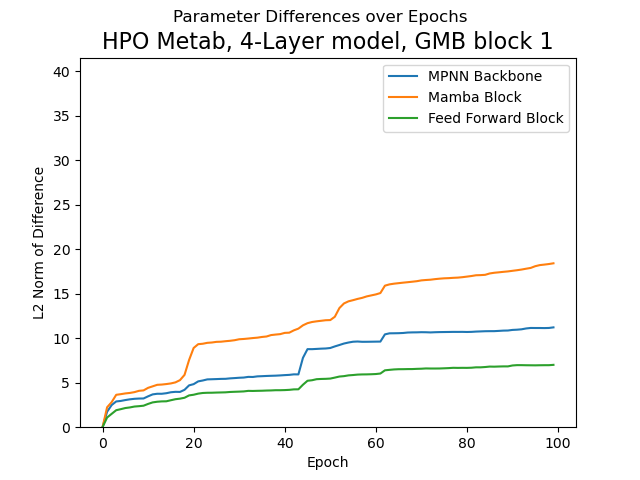 Parameter Differences over Epochs
HPO Metab, 4-Layer model, GMB block 1
MPNN Backbone
Mamba Block
Feed Forward Block
L2 Norm of Difference
40
35
30
25
20
15
10
5
0
0 20 40 60 80 100
Epoch